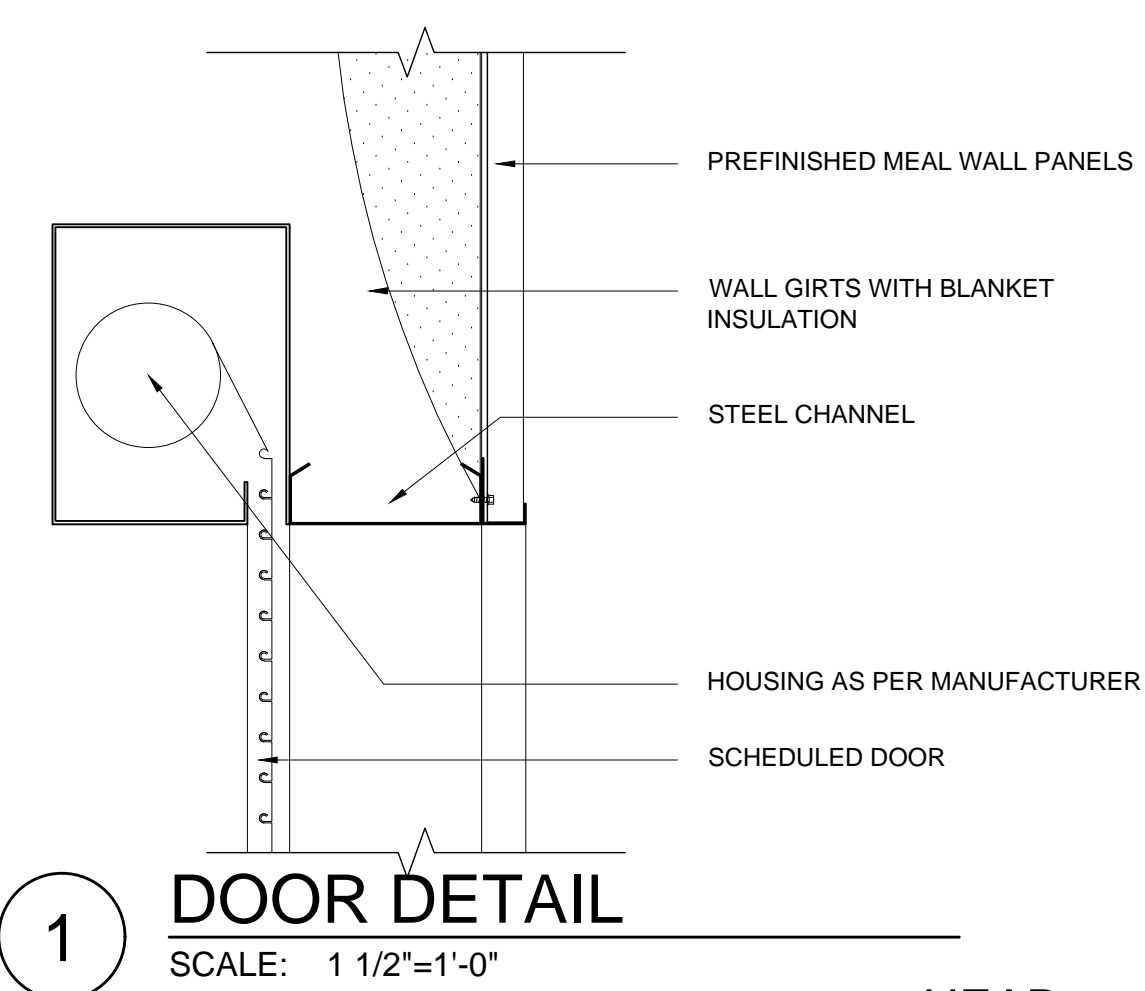 PREFINISHED MEAL WALL PANELS
WALL GIRTS WITH BLANKET
INSULATION
STEEL CHANNEL
HOUSING AS PER MANUFACTURER
SCHEDULED DOOR
1
DOOR DETAIL
SCALE: 1 1/2"=1'-0"